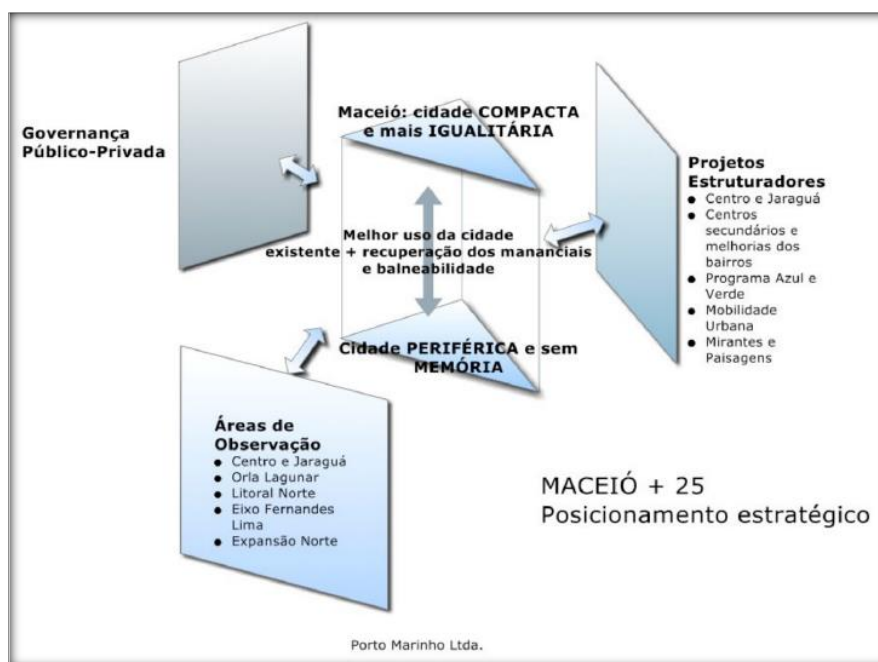 Governança
Público-Privada
Maceió: cidade COMPACTA
e mais IGUALITÁRIA
Melhor uso da cidade
existente + recuperação dos mananciais
e balneabilidade
Cidade PERIFÉRICA e sem
MEMÓRIA
Projetos
Estruturadores
● Centro e Jaraguá
● Centros
secundários e
melhorias dos
bairros
● Programa Azul e
Verde
● Mobilidade
Urbana
● Mirantes e
Paisagens
Áreas de
Observação
● Centro e Jaraguá
● Orla Lagunar
● Litoral Norte
● Eixo Fernandes
Lima
● Expansão Norte
MACEIÓ + 25
Posicionamento estratégico
Porto Marinho Ltda.